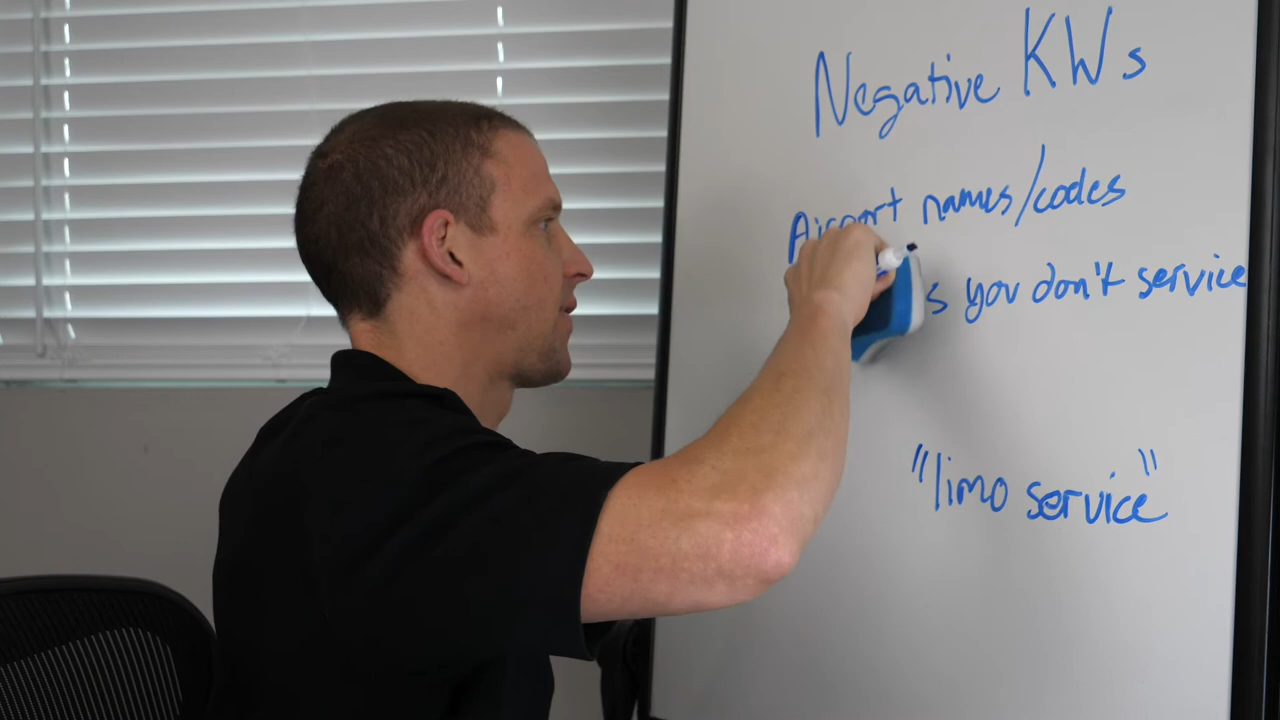 Negative KWs
Airport names/codes
s you don't service
"limo service"